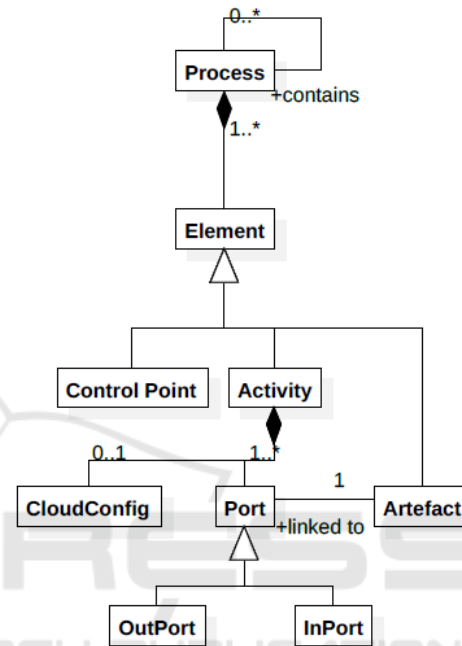 0..*
Process
+contains
1..*
Element
Control Point
Activity
0..1
1..*
CloudConfig
Port
1
Artefact
+linked to
OutPort
InPort